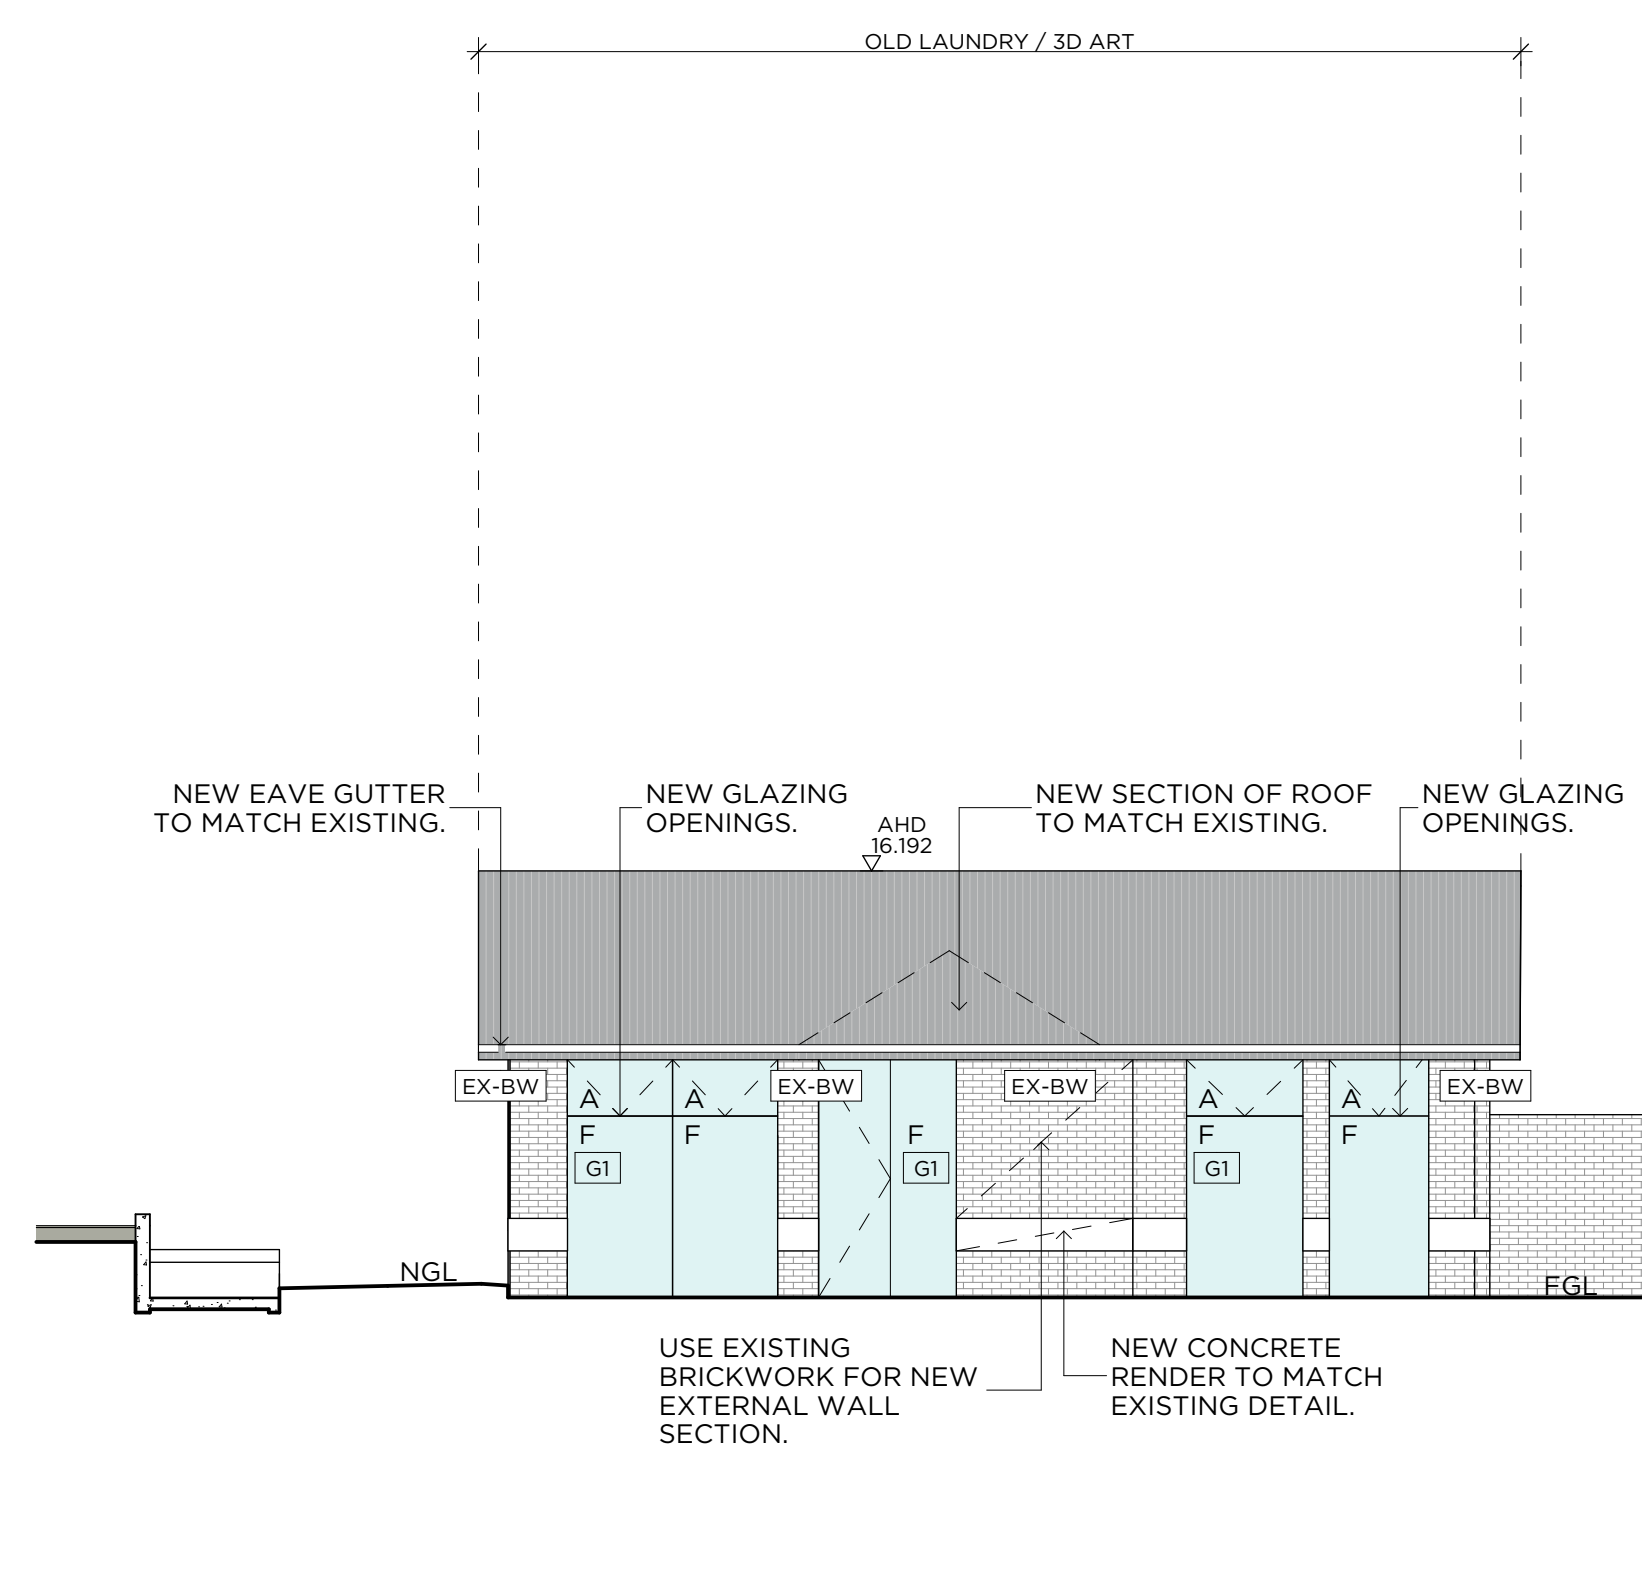 OLD LAUNDRY / 3D ART
NEW EAVE GUTTER
TO MATCH EXISTING.
NEW GLAZING
OPENINGS.
AHD
16.192
NEW SECTION OF ROOF
TO MATCH EXISTING.
NEW GLAZING
OPENINGS.
EX-BW
EX-BW
EX-BW
EX-BW
A
A
A
A
F
F
F
F
F
G1
G1
G1
NGL
FGL
USE EXISTING
BRICKWORK FOR NEW
EXTERNAL WALL
SECTION.
NEW CONCRETE
RENDER TO MATCH
EXISTING DETAIL.